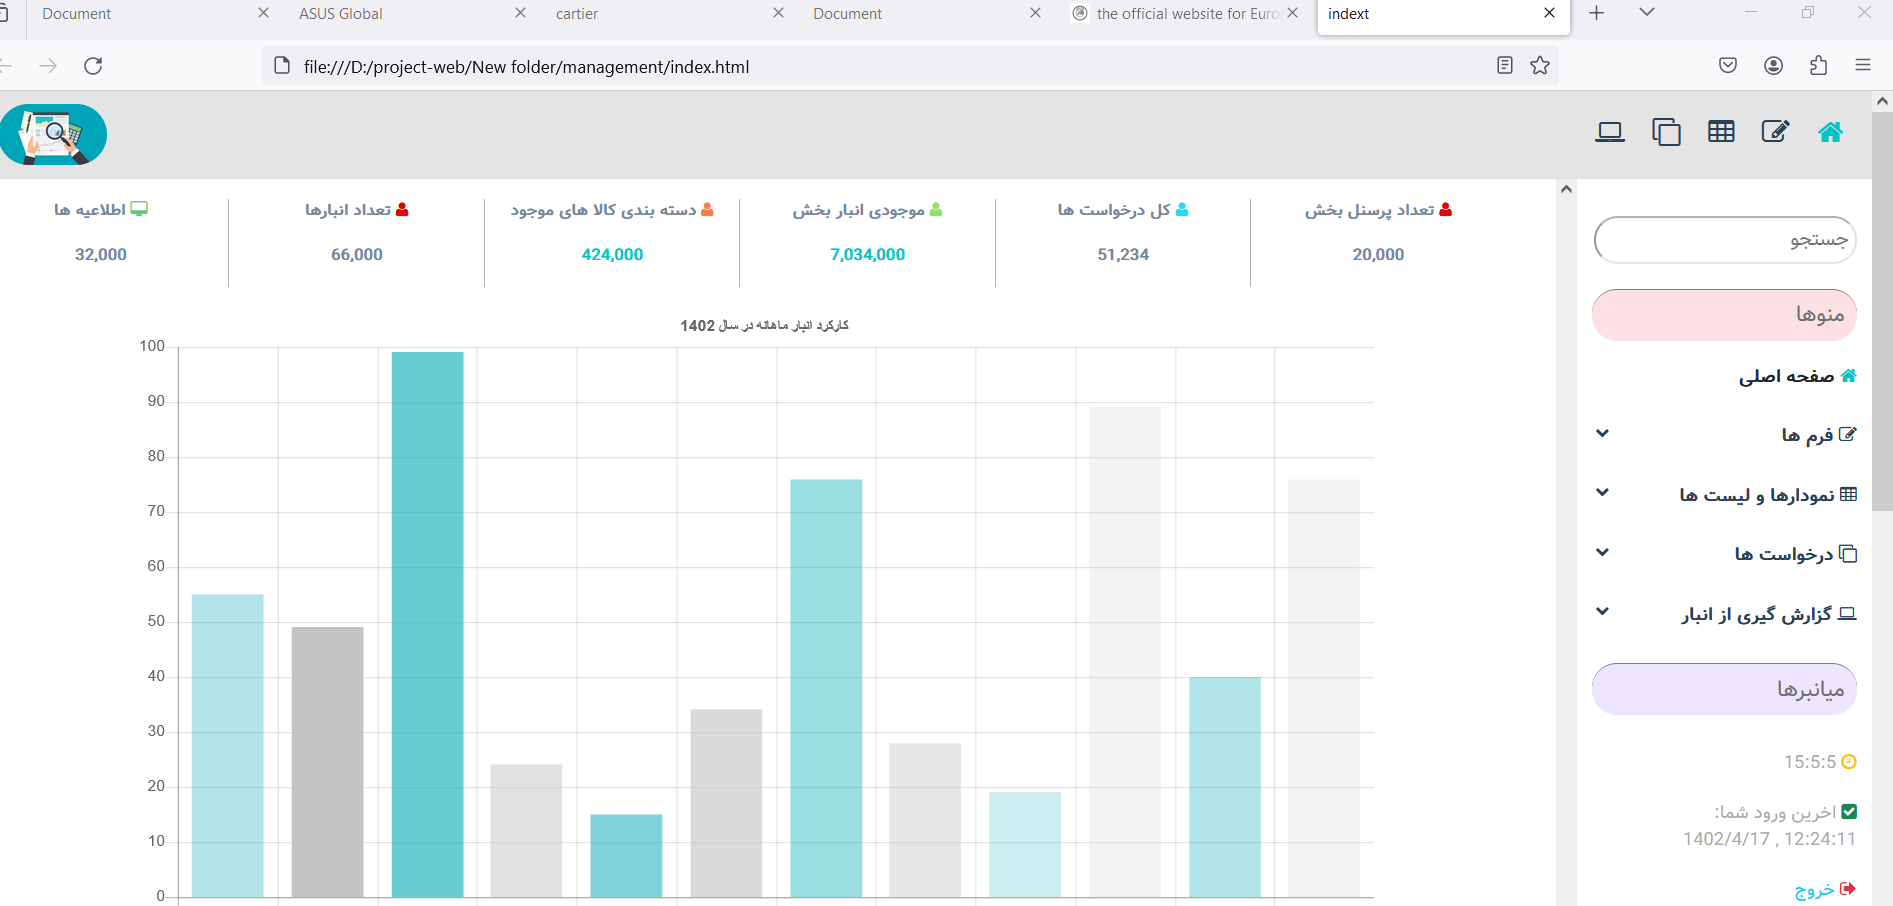 Document
ASUS Global
cartier
Document
the official website for Euro
indext
file:///D:/project-web/New folder/management/index.html
تعداد پرسنل بخش
20,000
کل درخواست ها
51,234
موجودی انبار بخش
7,034,000
دسته بندی کالا های موجود
424,000
تعداد انبارها
66,000
اطلاعیه ها
32,000
کارکرد انبار ماهانه در سال 1402
100
90
80
70
60
50
40
30
20
10
0
جستجو
منوها
صفحه اصلی
فرم ها
نمودارها و لیست ها
درخواست ها
گزارش گیری از انبار
میانبرها
15:5:5
اخرین ورود شما:
1402/4/17 , 12:24:11
خروج